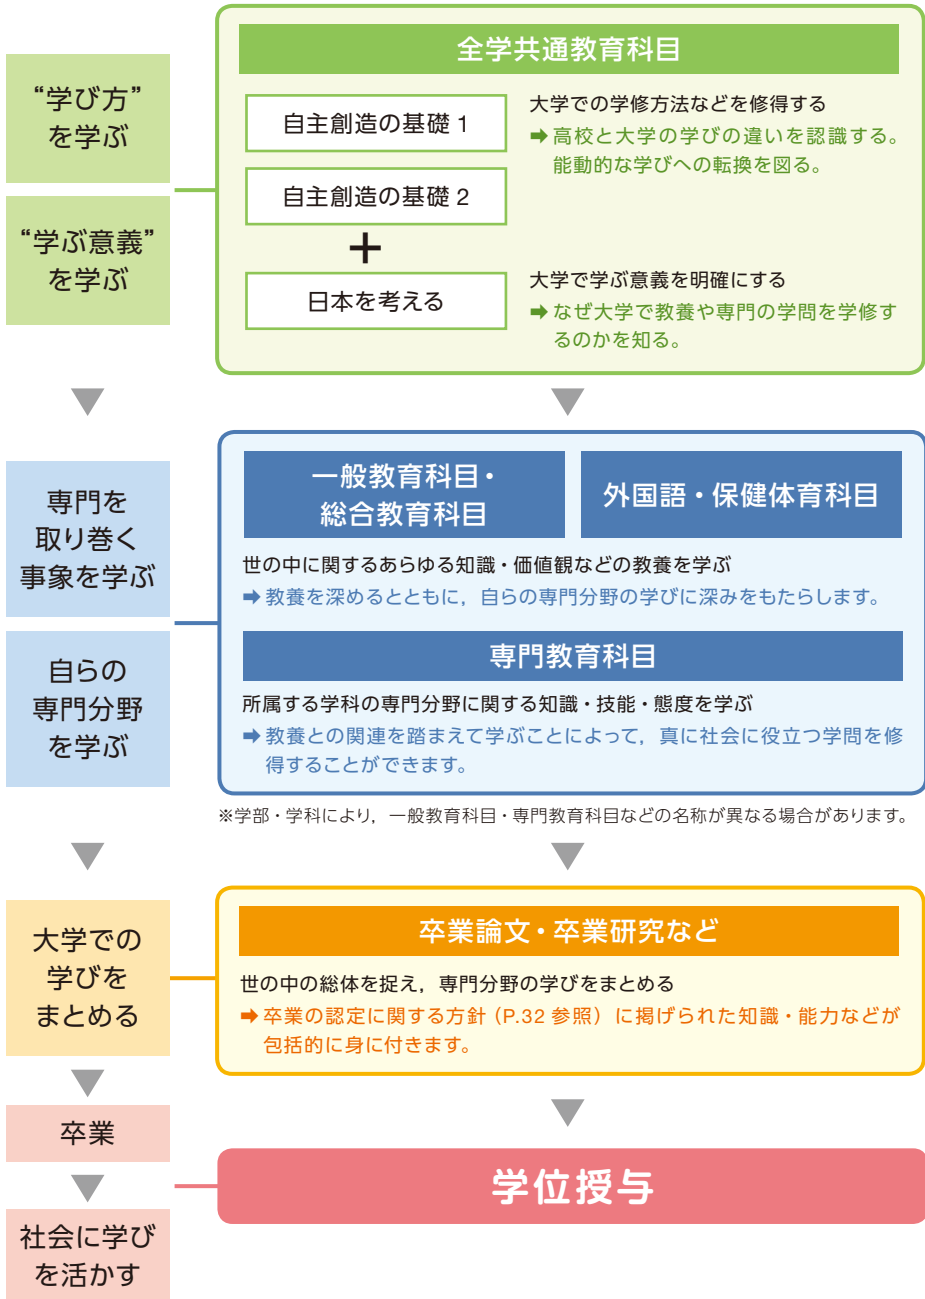 “学び方”
を学ぶ
“学ぶ意義”
を学ぶ
全学共通教育科目
自主創造の基礎 1
自主創造の基礎 2
+
日本を考える
大学での学修方法などを修得する
➡ 高校と大学の学びの違いを認識する。
能動的な学びへの転換を図る。
大学で学ぶ意義を明確にする
➡ なぜ大学で教養や専門の学問を学修す
るのかを知る。
専門を
取り巻く
事象を学ぶ
自らの
専門分野
を学ぶ
一般教育科目・
総合教育科目
外国語・保健体育科目
世の中に関するあらゆる知識・価値観などの教養を学ぶ
➡ 教養を深めるとともに，自らの専門分野の学びに深みをもたらします。
専門教育科目
所属する学科の専門分野に関する知識・技能・態度を学ぶ
➡ 教養との関連を踏まえて学ぶことによって，真に社会に役立つ学問を修
得することができます。
※学部・学科により，一般教育科目・専門教育科目などの名称が異なる場合があります。
大学での
学びを
まとめる
卒業論文・卒業研究など
世の中の総体を捉え，専門分野の学びをまとめる
➡ 卒業の認定に関する方針（P.32 参照）に掲げられた知識・能力などが
包括的に身に付きます。
卒業
学位授与
社会に学び
を活かす